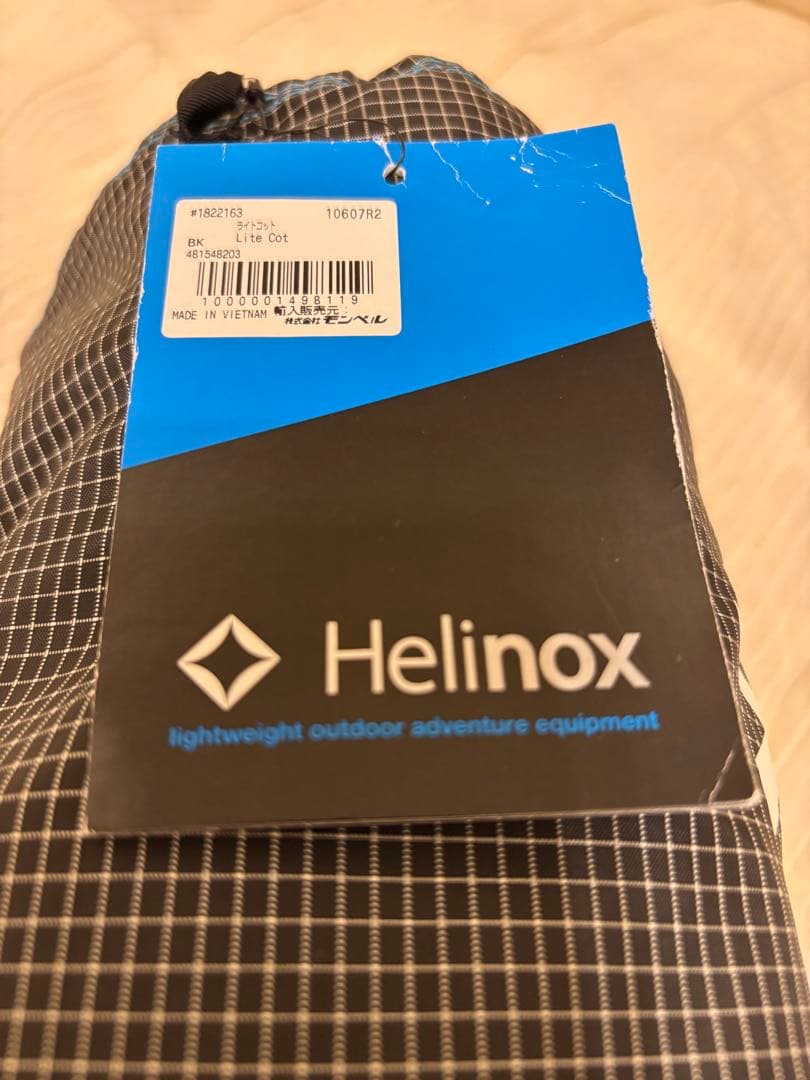 #1822163 10607R2
ライトコット
BK Lite Cot
481548203
1000001498119
MADE IN VIETNAM 輸入販売元:
株式会社 モンベル
Helinox
lightweight outdoor adventure equipment